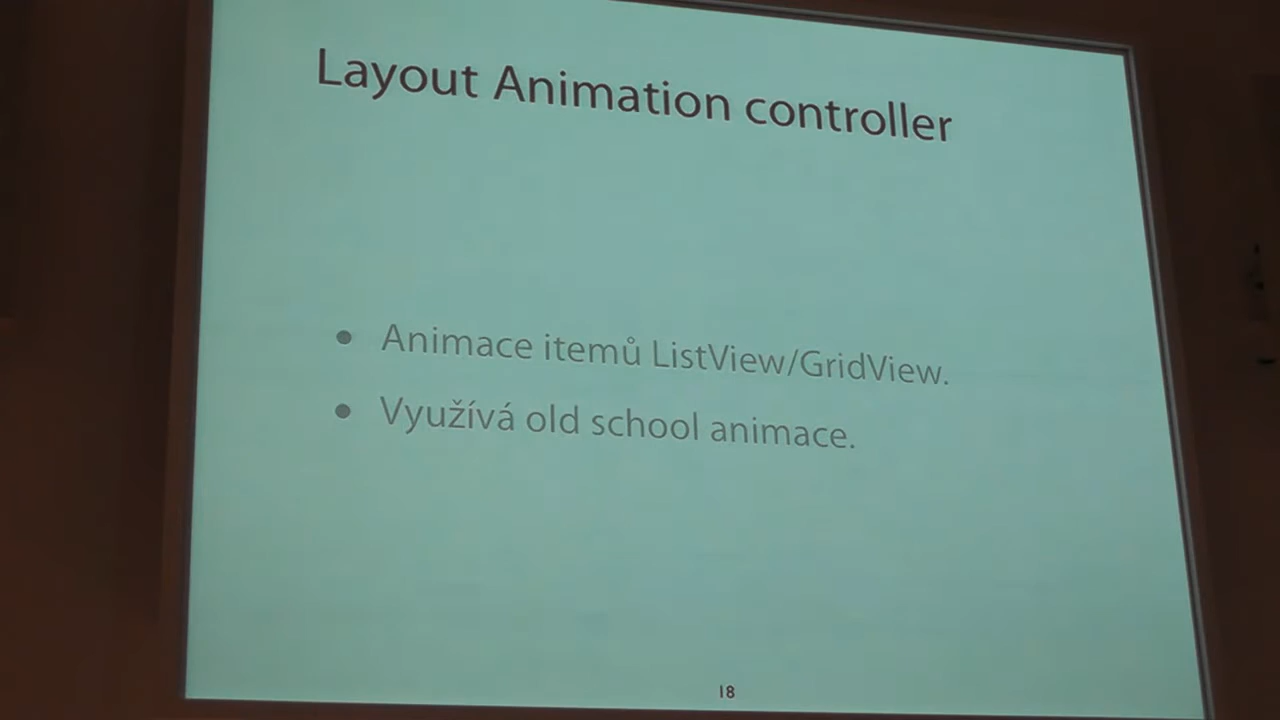 Layout Animation controller
• Animace itemů ListView/GridView.
• Využívá old school animace.
18